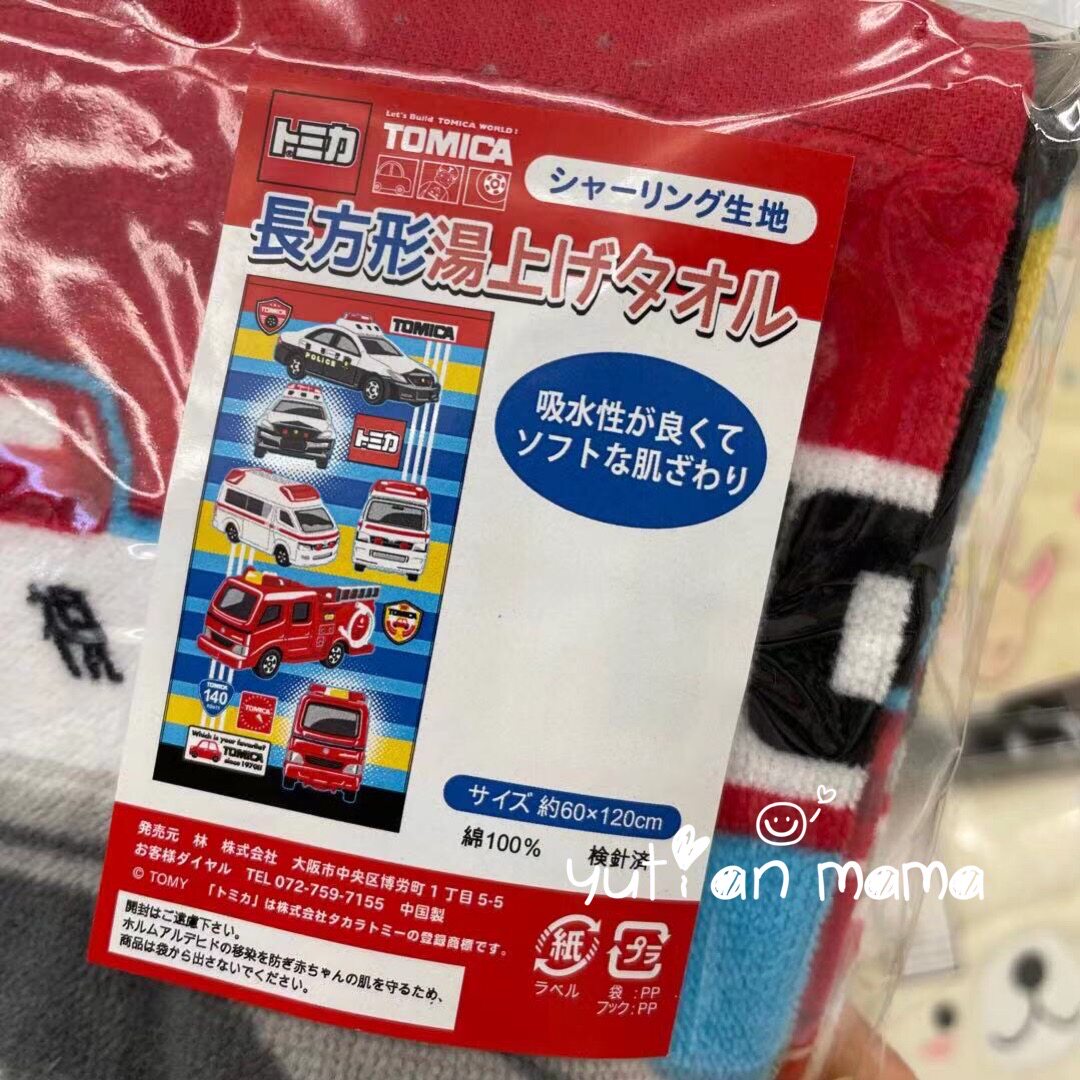 トミカ
Let's Build TOMICA WORLD!
TOMICA
シャーリング生地
長方形湯上げタオル
TOMICA
TOMICA
POLICE
トミカ
吸水性が良くて
ソフトな肌ざわり
TOMICA
TOMICA
140
TOMICA
Which is your favorite?
TOMICA
since 1970!!
サイズ 約60×120cm
綿100% 検針済
yutian mama
発売元 林 株式会社 大阪市中央区博労町1丁目5-5
お客様ダイヤル TEL 072-759-7155 中国製
© TOMY 「トミカ」は株式会社タカラトミーの登録商標です。
開封はご遠慮下さい。
ホルムアルデヒドの移染を防ぎ赤ちゃんの肌を守るため、
商品は袋から出さないでください。
紙
ラベル
プラ
袋:PP
フック:PP